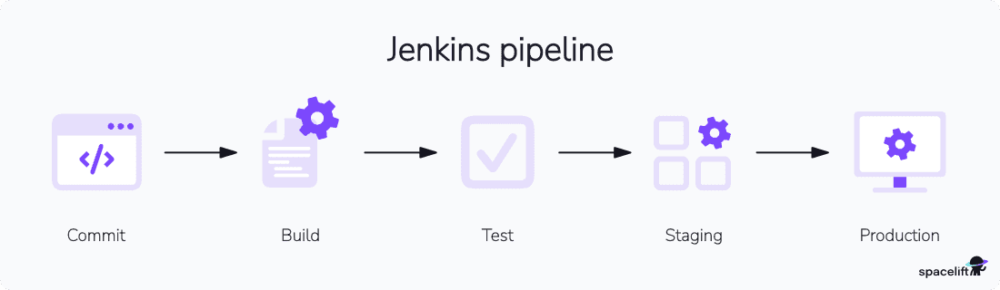 Jenkins pipeline
</>
Commit
Build
Test
Staging
Production
spacelift